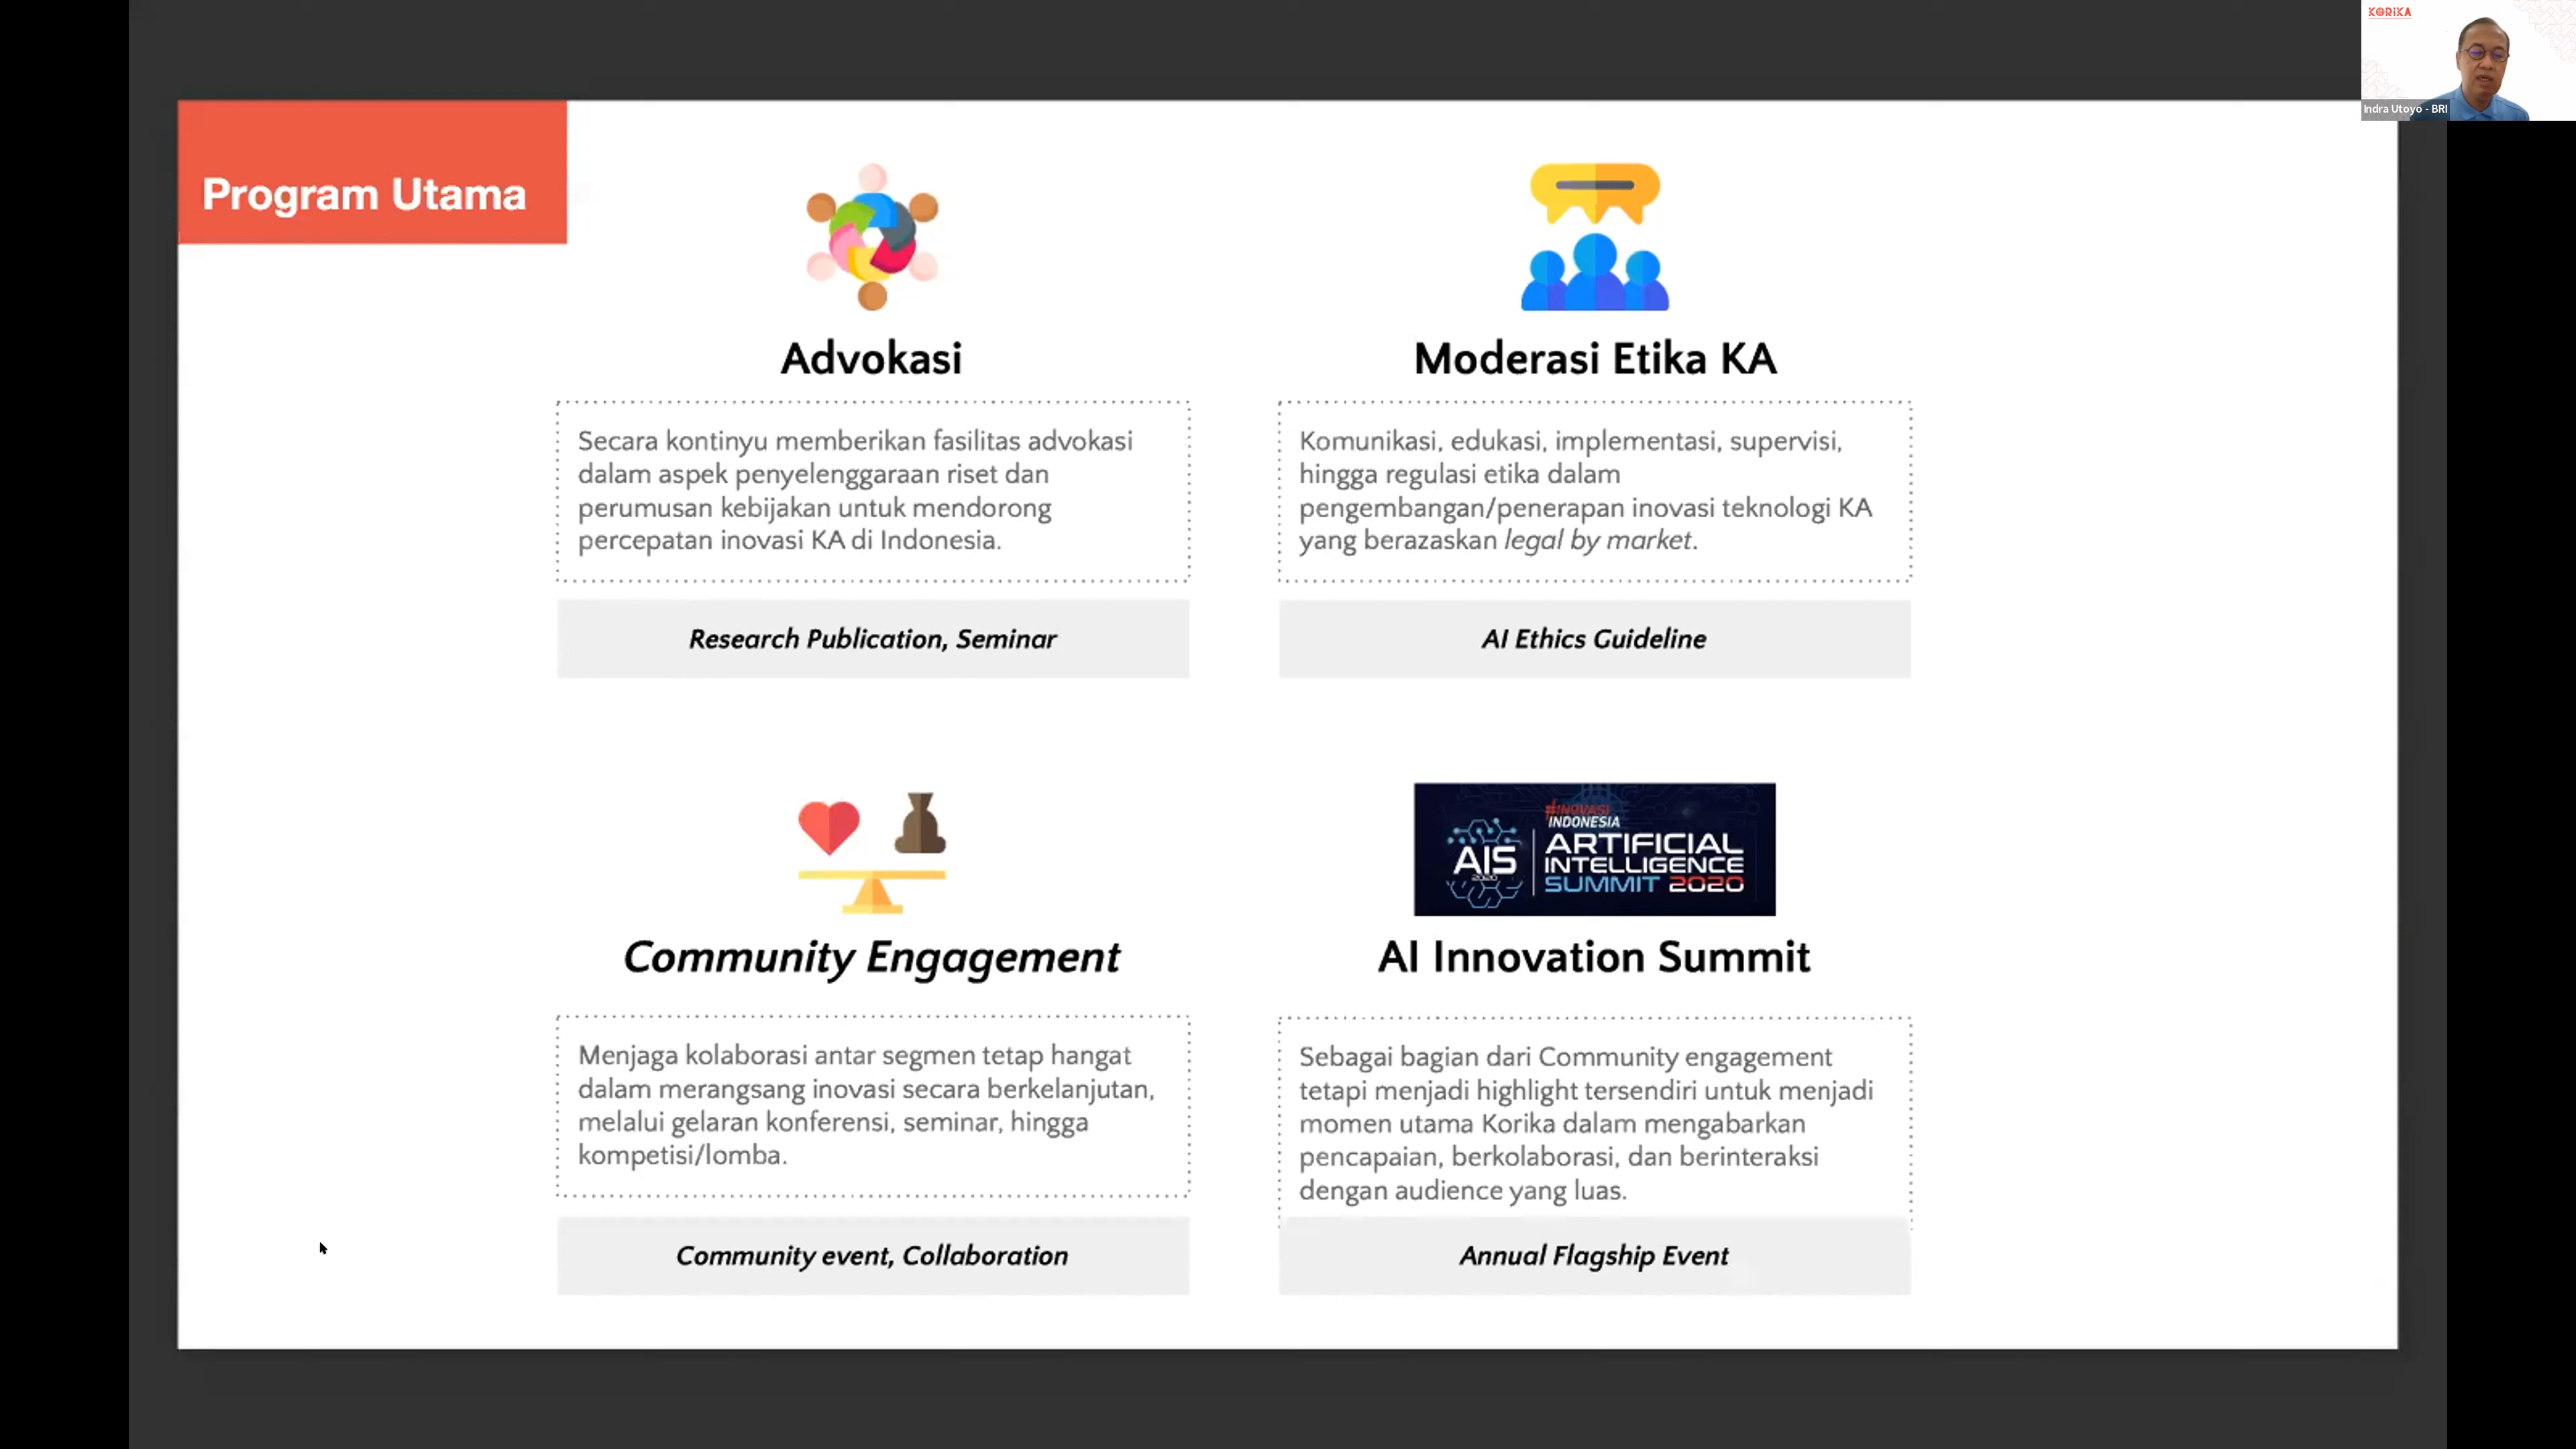 KORIKA
Indra Utoyo - BRI
Program Utama
Advokasi
Secara kontinyu memberikan fasilitas advokasi
dalam aspek penyelenggaraan riset dan
perumusan kebijakan untuk mendorong
percepatan inovasi KA di Indonesia.
Research Publication, Seminar
Moderasi Etika KA
Komunikasi, edukasi, implementasi, supervisi,
hingga regulasi etika dalam
pengembangan/penerapan inovasi teknologi KA
yang berazaskan legal by market.
AI Ethics Guideline
Community Engagement
Menjaga kolaborasi antar segmen tetap hangat
dalam merangsang inovasi secara berkelanjutan,
melalui gelaran konferensi, seminar, hingga
kompetisi/lomba.
Community event, Collaboration
AIS
2020
#INOVASI
INDONESIA
ARTIFICIAL
INTELLIGENCE
SUMMIT 2020
AI Innovation Summit
Sebagai bagian dari Community engagement
tetapi menjadi highlight tersendiri untuk menjadi
momen utama Korika dalam mengabarkan
pencapaian, berkolaborasi, dan berinteraksi
dengan audience yang luas.
Annual Flagship Event